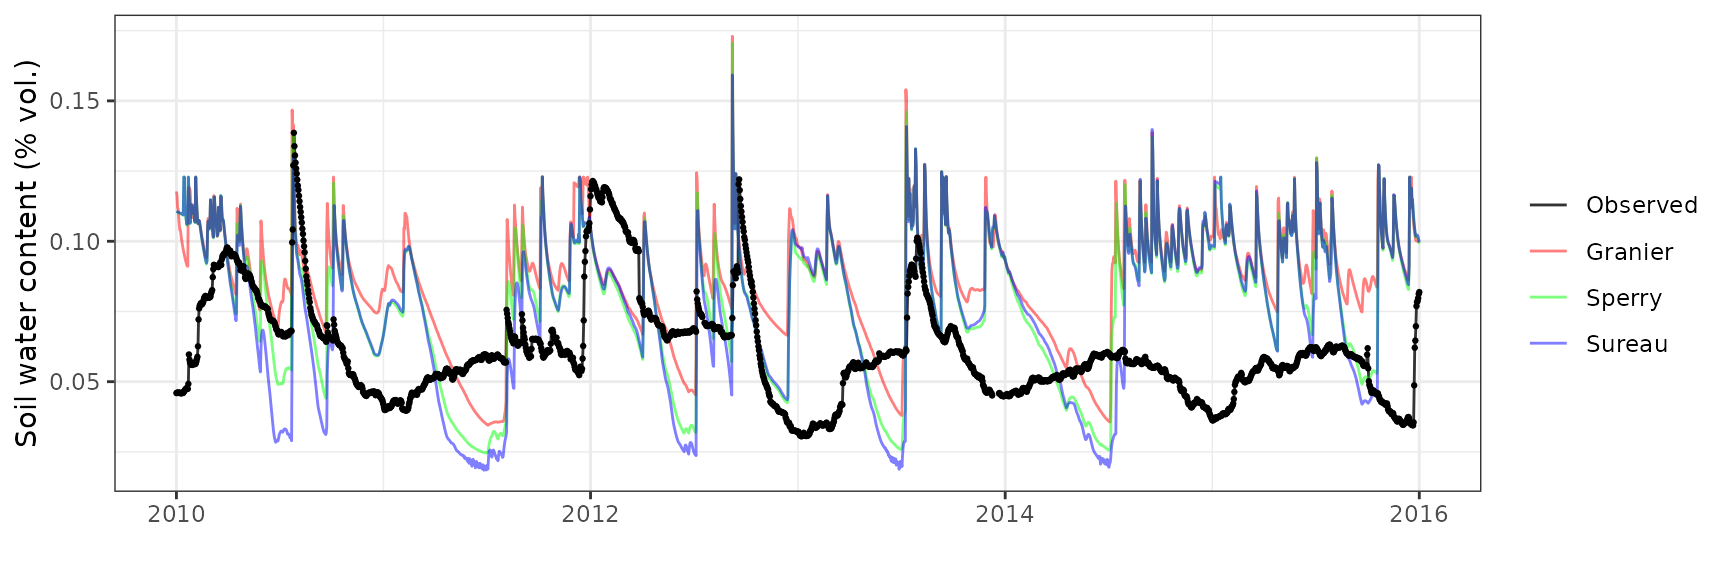 Soil water content (% vol.)
0.15
0.10
0.05
2010
2012
2014
2016
Observed
Granier
Sperry
Sureau